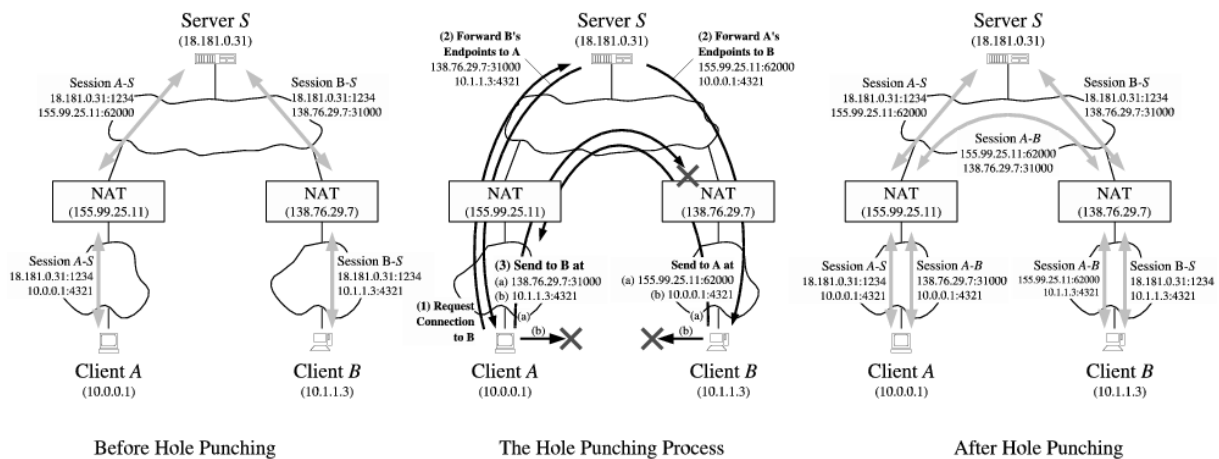 Server S
(18.181.0.31)
Session A-S
18.181.0.31:1234
155.99.25.11:62000
Session B-S
18.181.0.31:1234
138.76.29.7:31000
NAT
(155.99.25.11)
NAT
(138.76.29.7)
Session A-S
18.181.0.31:1234
10.0.0.1:4321
Session B-S
18.181.0.31:1234
10.1.1.3:4321
Client A
(10.0.0.1)
Client B
(10.1.1.3)
Before Hole Punching
Server S
(18.181.0.31)
(2) Forward B's
Endpoints to A
138.76.29.7:31000
10.1.1.3:4321
(2) Forward A's
Endpoints to B
155.99.25.11:62000
10.0.0.1:4321
NAT
(155.99.25.11)
NAT
(138.76.29.7)
(3) Send to B at
(a) 138.76.29.7:31000
(b) 10.1.1.3:4321
Send to A at
(a) 155.99.25.11:62000
(b) 10.0.0.1:4321
(1) Request
Connection
to B
(a)
(b)
(a)
(b)
Client A
(10.0.0.1)
Client B
(10.1.1.3)
The Hole Punching Process
Server S
(18.181.0.31)
Session A-S
18.181.0.31:1234
155.99.25.11:62000
Session B-S
18.181.0.31:1234
138.76.29.7:31000
Session A-B
155.99.25.11:62000
138.76.29.7:31000
NAT
(155.99.25.11)
NAT
(138.76.29.7)
Session A-S
18.181.0.31:1234
10.0.0.1:4321
Session A-B
138.76.29.7:31000
10.0.0.1:4321
Session A-B
155.99.25.11:62000
10.1.1.3:4321
Session B-S
18.181.0.31:1234
10.1.1.3:4321
Client A
(10.0.0.1)
Client B
(10.1.1.3)
After Hole Punching